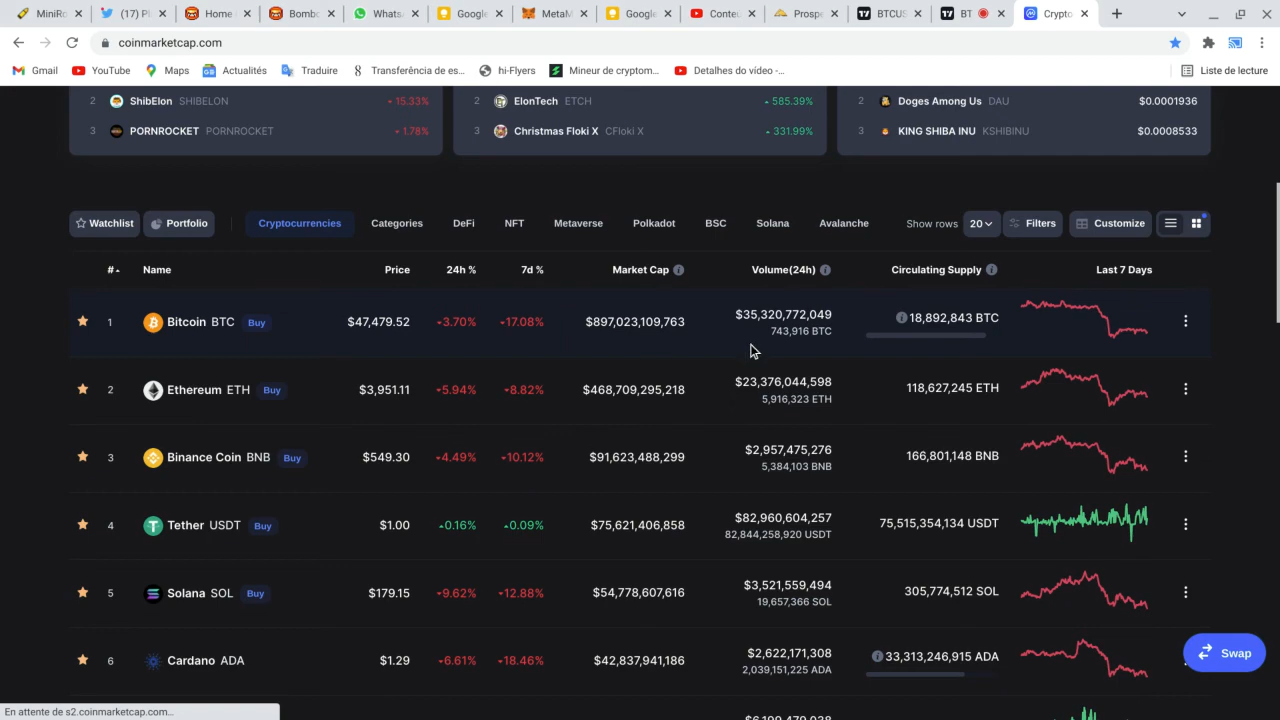 MiniRo
(17) Pl
Home
Bombo
Whats
Google
MetaM
Google
Conteu
Prospe
BTCUS
BT
Crypto
coinmarketcap.com
Gmail YouTube Maps Actualités Traduire Transferência de es... hi-Flyers Mineur de cryptom... Detalhes do vídeo -... Liste de lecture
2 ShibElon SHIBELON 15.33% 2 ElonTech ETCH 585.39% 2 Doges Among Us DAU $0.0001936
3 PORNROCKET PORNROCKET 1.78% 3 Christmas Floki X CFloki X 331.99% 3 KING SHIBA INU KSHIBINU $0.0008533
Watchlist Portfolio Cryptocurrencies Categories DeFi NFT Metaverse Polkadot BSC Solana Avalanche Show rows 20 Filters Customize
# Name Price 24h % 7d % Market Cap Volume(24h) Circulating Supply Last 7 Days
1 Bitcoin BTC Buy $47,479.52 3.70% 17.08% $897,023,109,763 $35,320,772,049 18,892,843 BTC
743,916 BTC
2 Ethereum ETH Buy $3,951.11 5.94% 8.82% $468,709,295,218 $23,376,044,598 118,627,245 ETH
5,916,323 ETH
3 Binance Coin BNB Buy $549.30 4.49% 10.12% $91,623,488,299 $2,957,475,276 166,801,148 BNB
5,384,103 BNB
4 Tether USDT Buy $1.00 0.16% 0.09% $75,621,406,858 $82,960,604,257 75,515,354,134 USDT
82,844,258,920 USDT
5 Solana SOL Buy $179.15 9.62% 12.88% $54,778,607,616 $3,521,559,494 305,774,512 SOL
19,657,366 SOL
6 Cardano ADA $1.29 6.61% 18.46% $42,837,941,186 $2,622,171,308 33,313,246,915 ADA
2,039,151,225 ADA
Swap
En attente de s2.coinmarketcap.com...